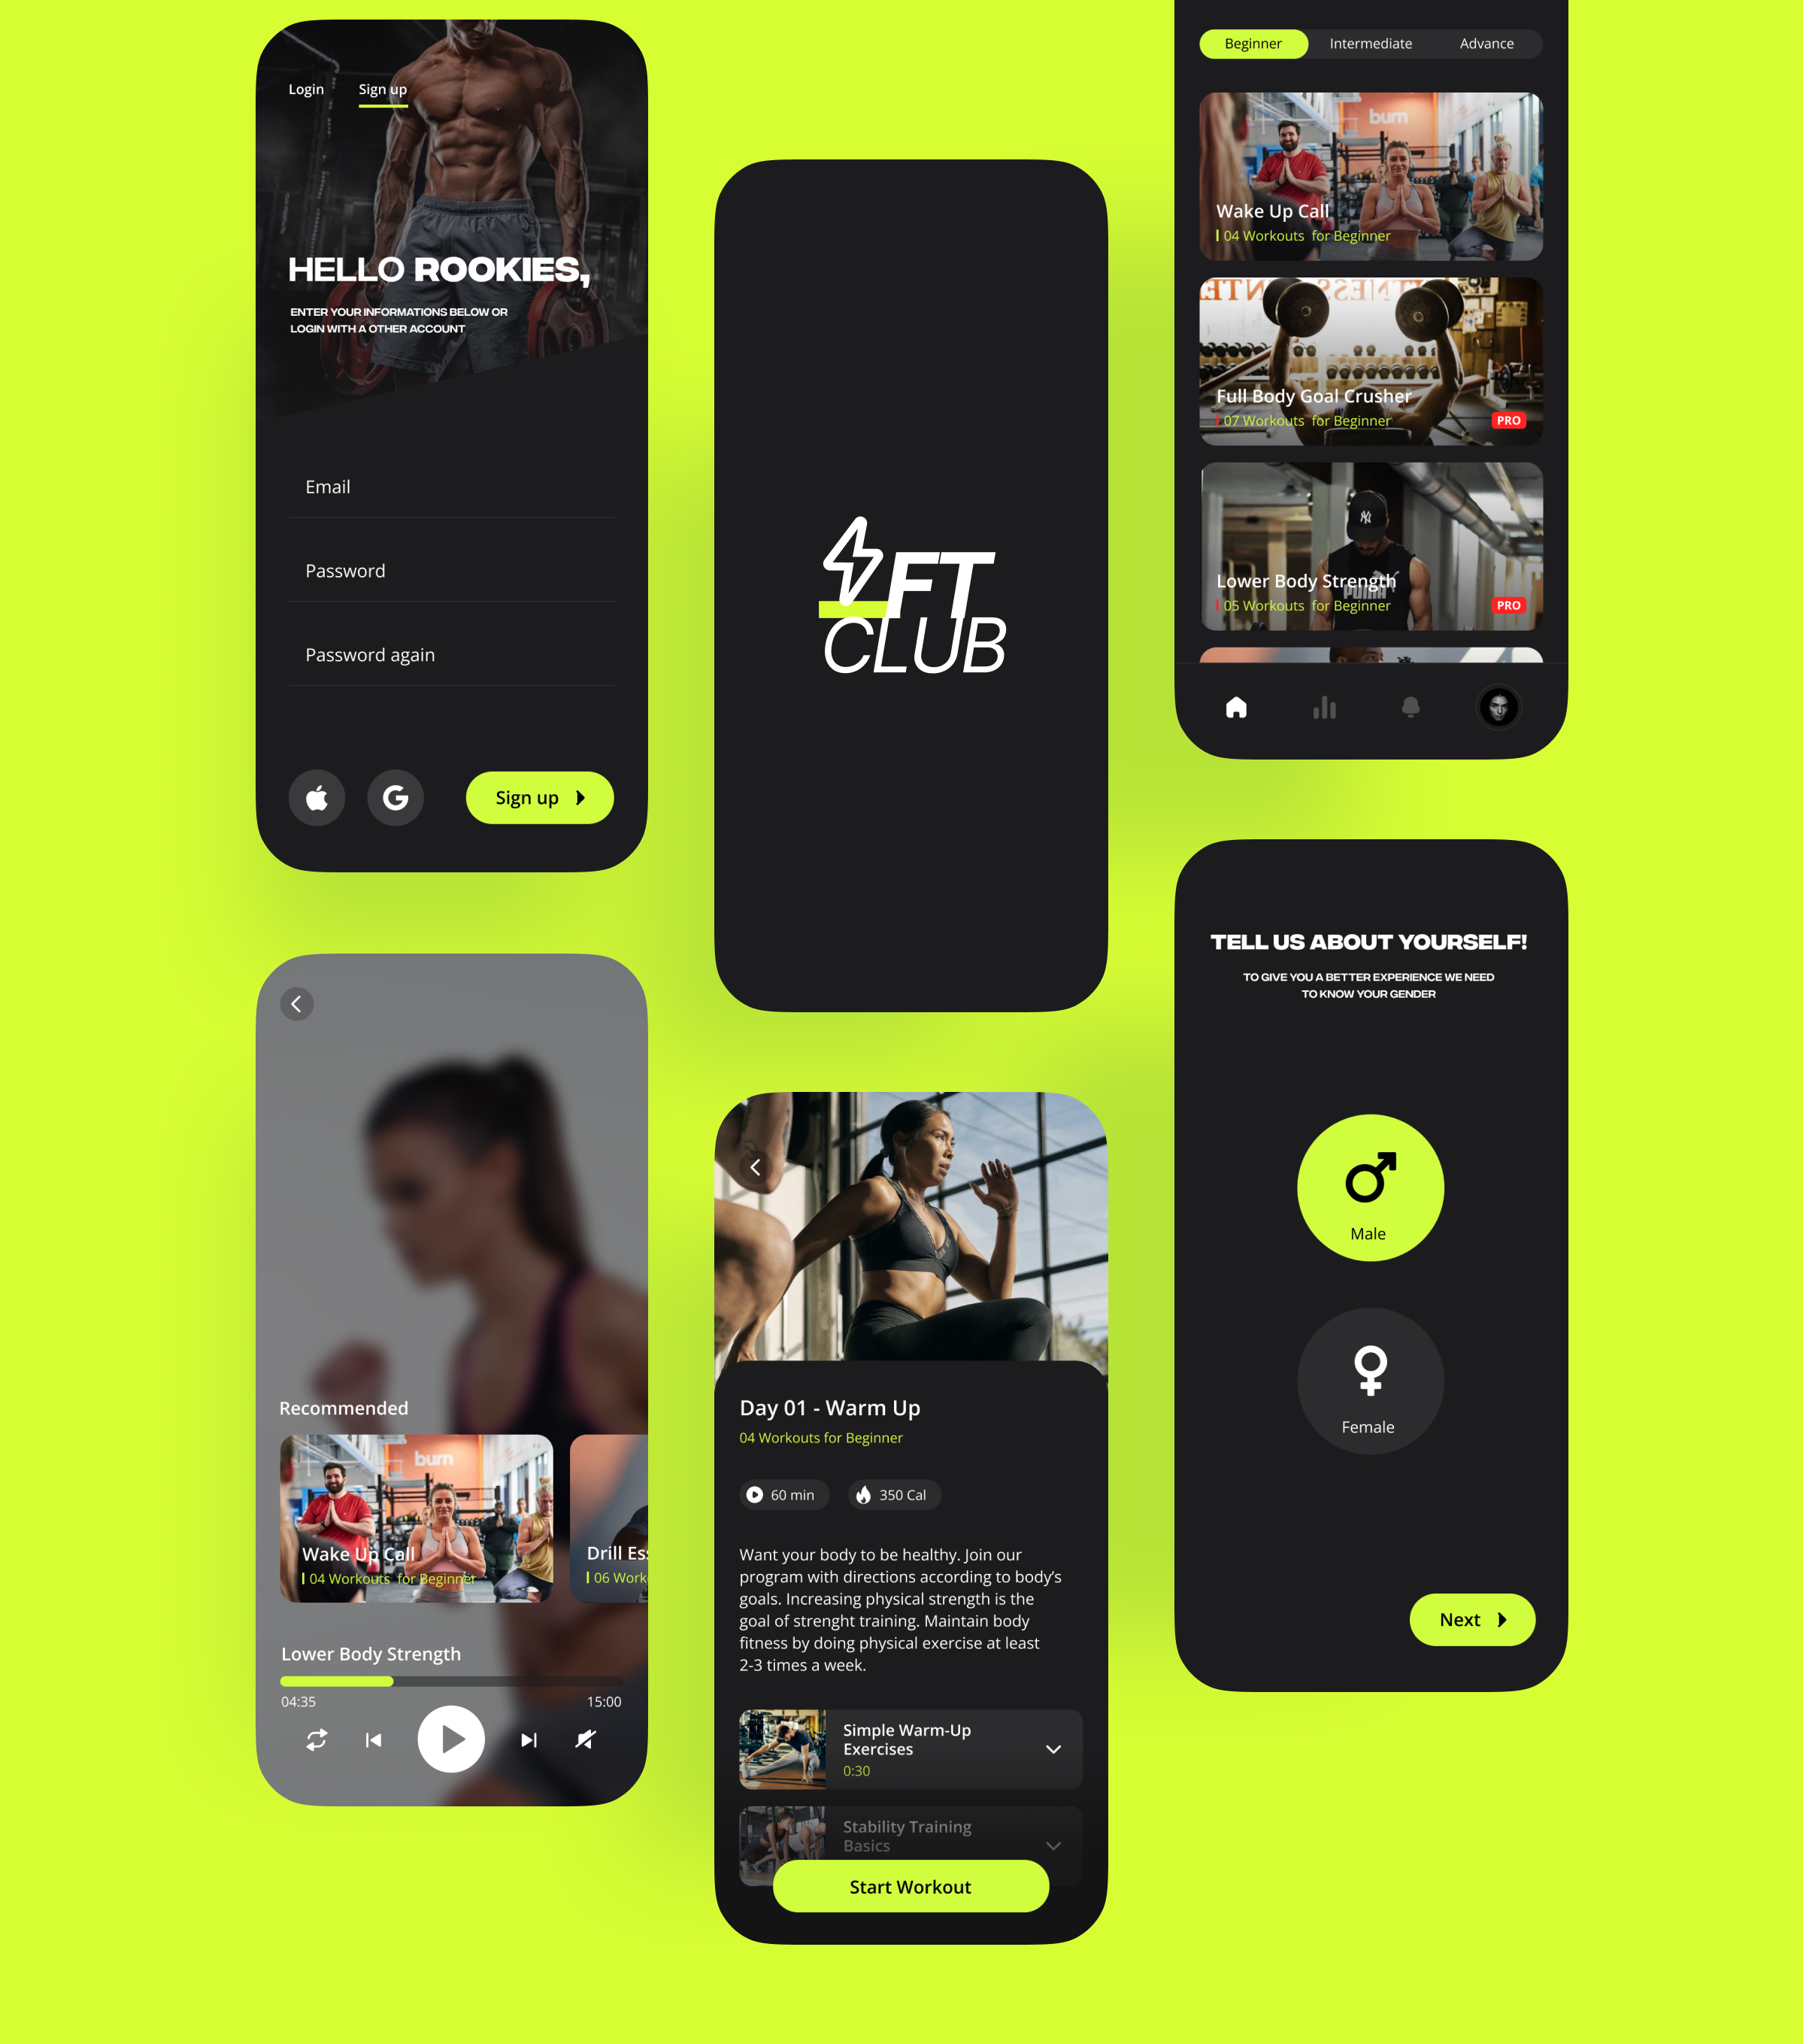 Login
Sign up
HELLO ROOKIES,
ENTER YOUR INFORMATIONS BELOW OR
LOGIN WITH A OTHER ACCOUNT
Email
Password
Password again
Sign up
FT
CLUB
Beginner
Intermediate
Advance
burn
Wake Up Call
04 Workouts for Beginner
Full Body Goal Crusher
07 Workouts for Beginner
PRO
NY
PUMA
Lower Body Strength
05 Workouts for Beginner
PRO
Recommended
burn
Wake Up Call
04 Workouts for Beginner
Drill Es
06 Work
Lower Body Strength
04:35
15:00
Day 01 - Warm Up
04 Workouts for Beginner
60 min
350 Cal
Want your body to be healthy. Join our
program with directions according to body’s
goals. Increasing physical strength is the
goal of strenght training. Maintain body
fitness by doing physical exercise at least
2-3 times a week.
Simple Warm-Up
Exercises
0:30
Stability Training
Basics
Start Workout
TELL US ABOUT YOURSELF!
TO GIVE YOU A BETTER EXPERIENCE WE NEED
TO KNOW YOUR GENDER
Male
Female
Next